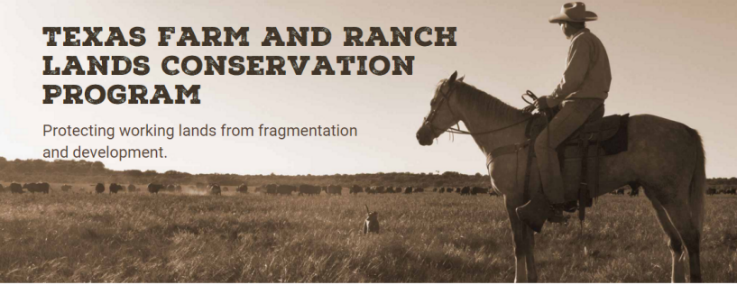 TEXAS FARM AND RANCH
LANDS CONSERVATION
PROGRAM
Protecting working lands from fragmentation
and development.